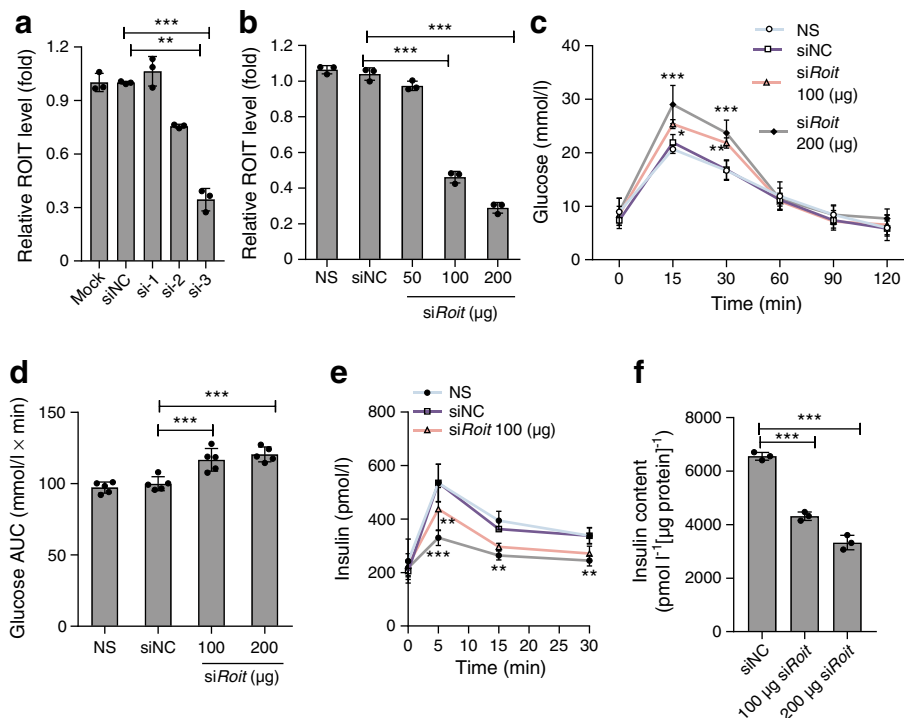 a
***
**
Relative ROIT level (fold)
1.2
0.9
0.6
0.3
0
Mock
siNC
si-1
si-2
si-3
b
***
***
Relative ROIT level (fold)
1.2
1.0
0.8
0.6
0.4
0.2
0
NS
siNC
50
100
200
siRoit (μg)
c
NS
siNC
siRoit
100 (μg)
siRoit
200 (μg)
Glucose (mmol/l)
40
30
20
10
0
***
*
***
**
0
15
30
60
90
120
Time (min)
d
***
***
Glucose AUC (mmol/l × min)
150
100
50
0
NS
siNC
100
200
siRoit (μg)
e
NS
siNC
siRoit 100 (μg)
Insulin (pmol/l)
800
600
400
200
0
**
***
**
**
0
5
10
15
20
25
30
Time (min)
f
***
***
Insulin content
(pmol l⁻¹[μg protein]⁻¹)
8000
6000
4000
2000
0
siNC
100 μg siRoit
200 μg siRoit